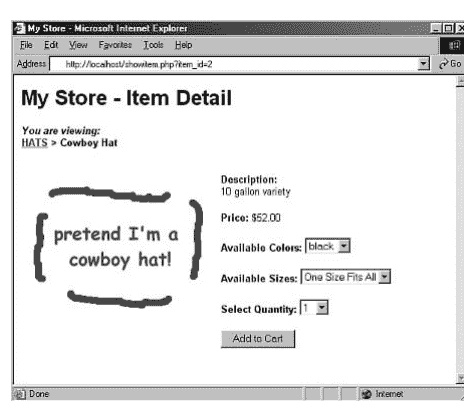 My Store - Microsoft Internet Explorer
File Edit View Favorites Tools Help
Address http://localhost/showitem.php?item_id=2 Go
My Store - Item Detail
You are viewing:
HATS > Cowboy Hat
Description:
10 gallon variety
Price: $52.00
pretend I'm a
cowboy hat!
Available Colors: black
Available Sizes: One Size Fits All
Select Quantity: 1
Add to Cart
Done Internet